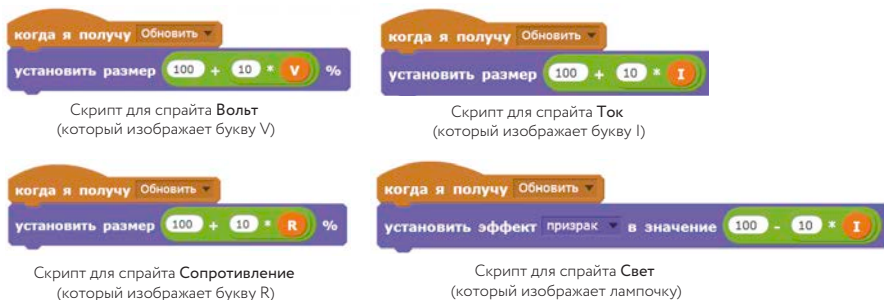 когда я получу Обновить
установить размер 100 + 10 * V %
Скрипт для спрайта Вольт
(который изображает букву V)
когда я получу Обновить
установить размер 100 + 10 * I
Скрипт для спрайта Ток
(который изображает букву I)
когда я получу Обновить
установить размер 100 + 10 * R %
Скрипт для спрайта Сопротивление
(который изображает букву R)
когда я получу Обновить
установить эффект призрак в значение 100 - 10 * I
Скрипт для спрайта Свет
(который изображает лампочку)